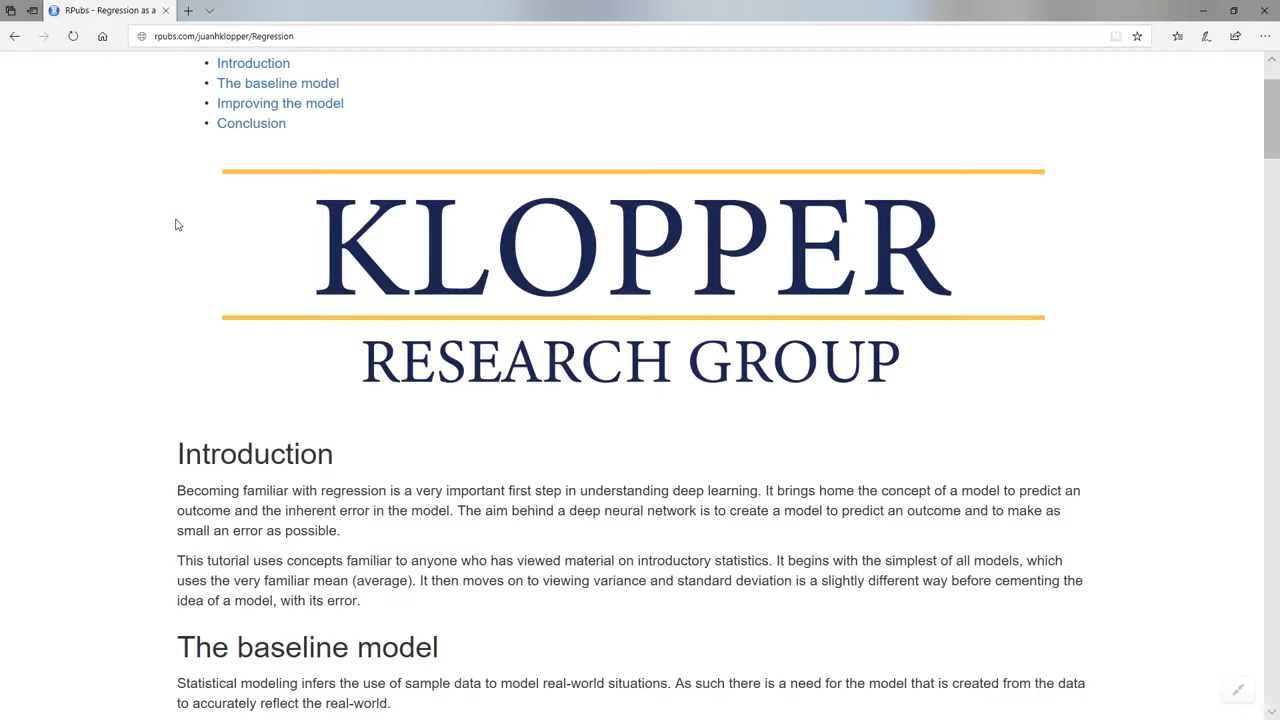 RPubs - Regression as a
rpubs.com/juanhklopper/Regression
• Introduction
• The baseline model
• Improving the model
• Conclusion
KLOPPER
RESEARCH GROUP
Introduction
Becoming familiar with regression is a very important first step in understanding deep learning. It brings home the concept of a model to predict an
outcome and the inherent error in the model. The aim behind a deep neural network is to create a model to predict an outcome and to make as
small an error as possible.
This tutorial uses concepts familiar to anyone who has viewed material on introductory statistics. It begins with the simplest of all models, which
uses the very familiar mean (average). It then moves on to viewing variance and standard deviation is a slightly different way before cementing the
idea of a model, with its error.
The baseline model
Statistical modeling infers the use of sample data to model real-world situations. As such there is a need for the model that is created from the data
to accurately reflect the real-world.